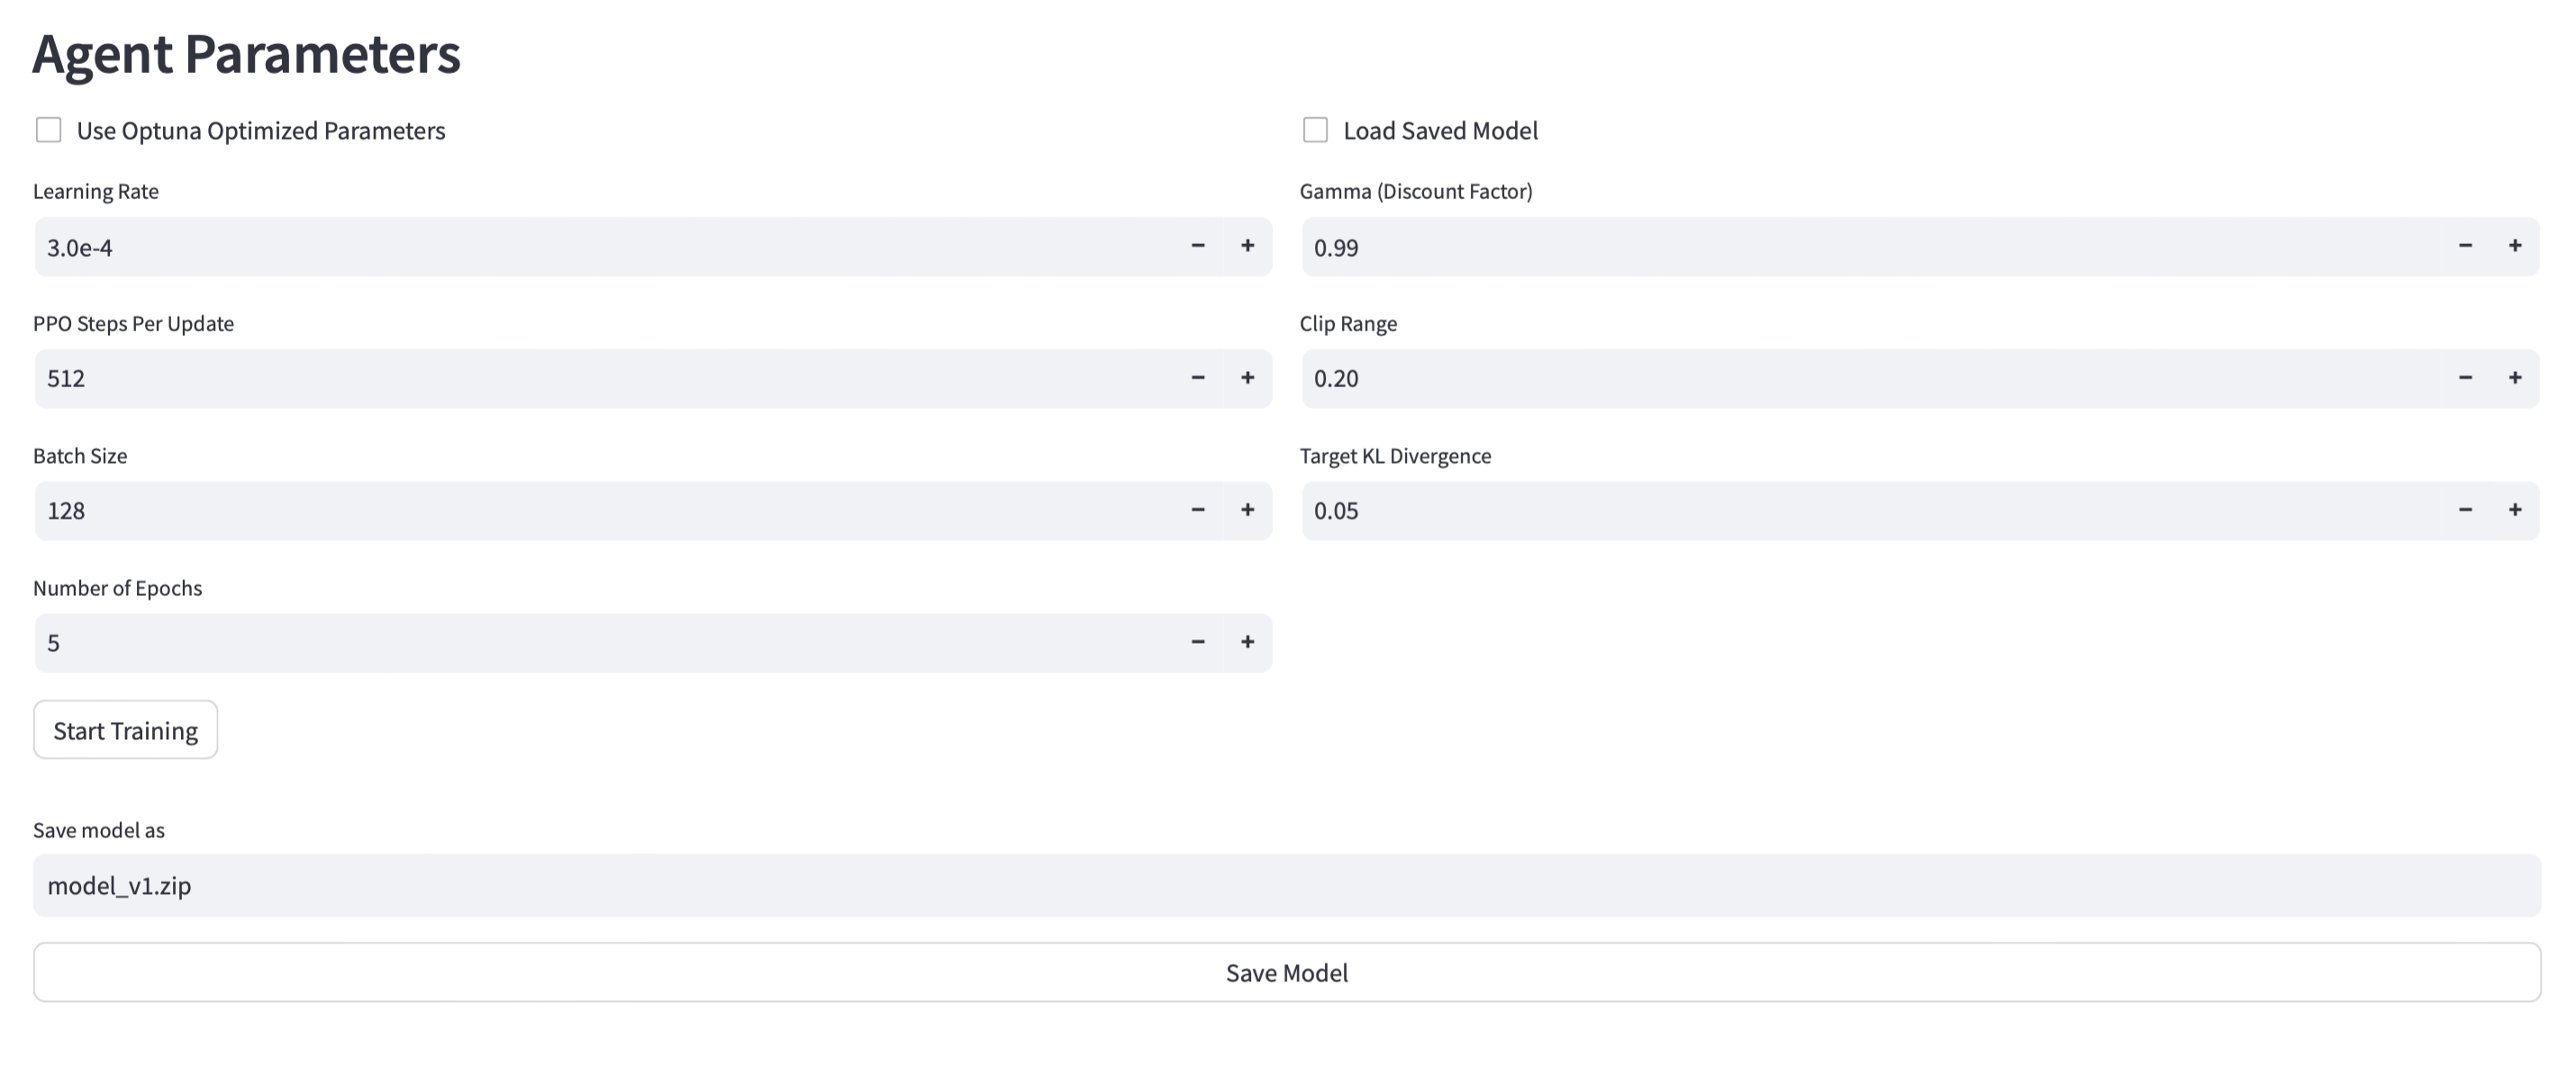 Agent Parameters
Use Optuna Optimized Parameters
Load Saved Model
Learning Rate
3.0e-4
Gamma (Discount Factor)
0.99
PPO Steps Per Update
512
Clip Range
0.20
Batch Size
128
Target KL Divergence
0.05
Number of Epochs
5
Start Training
Save model as
model_v1.zip
Save Model